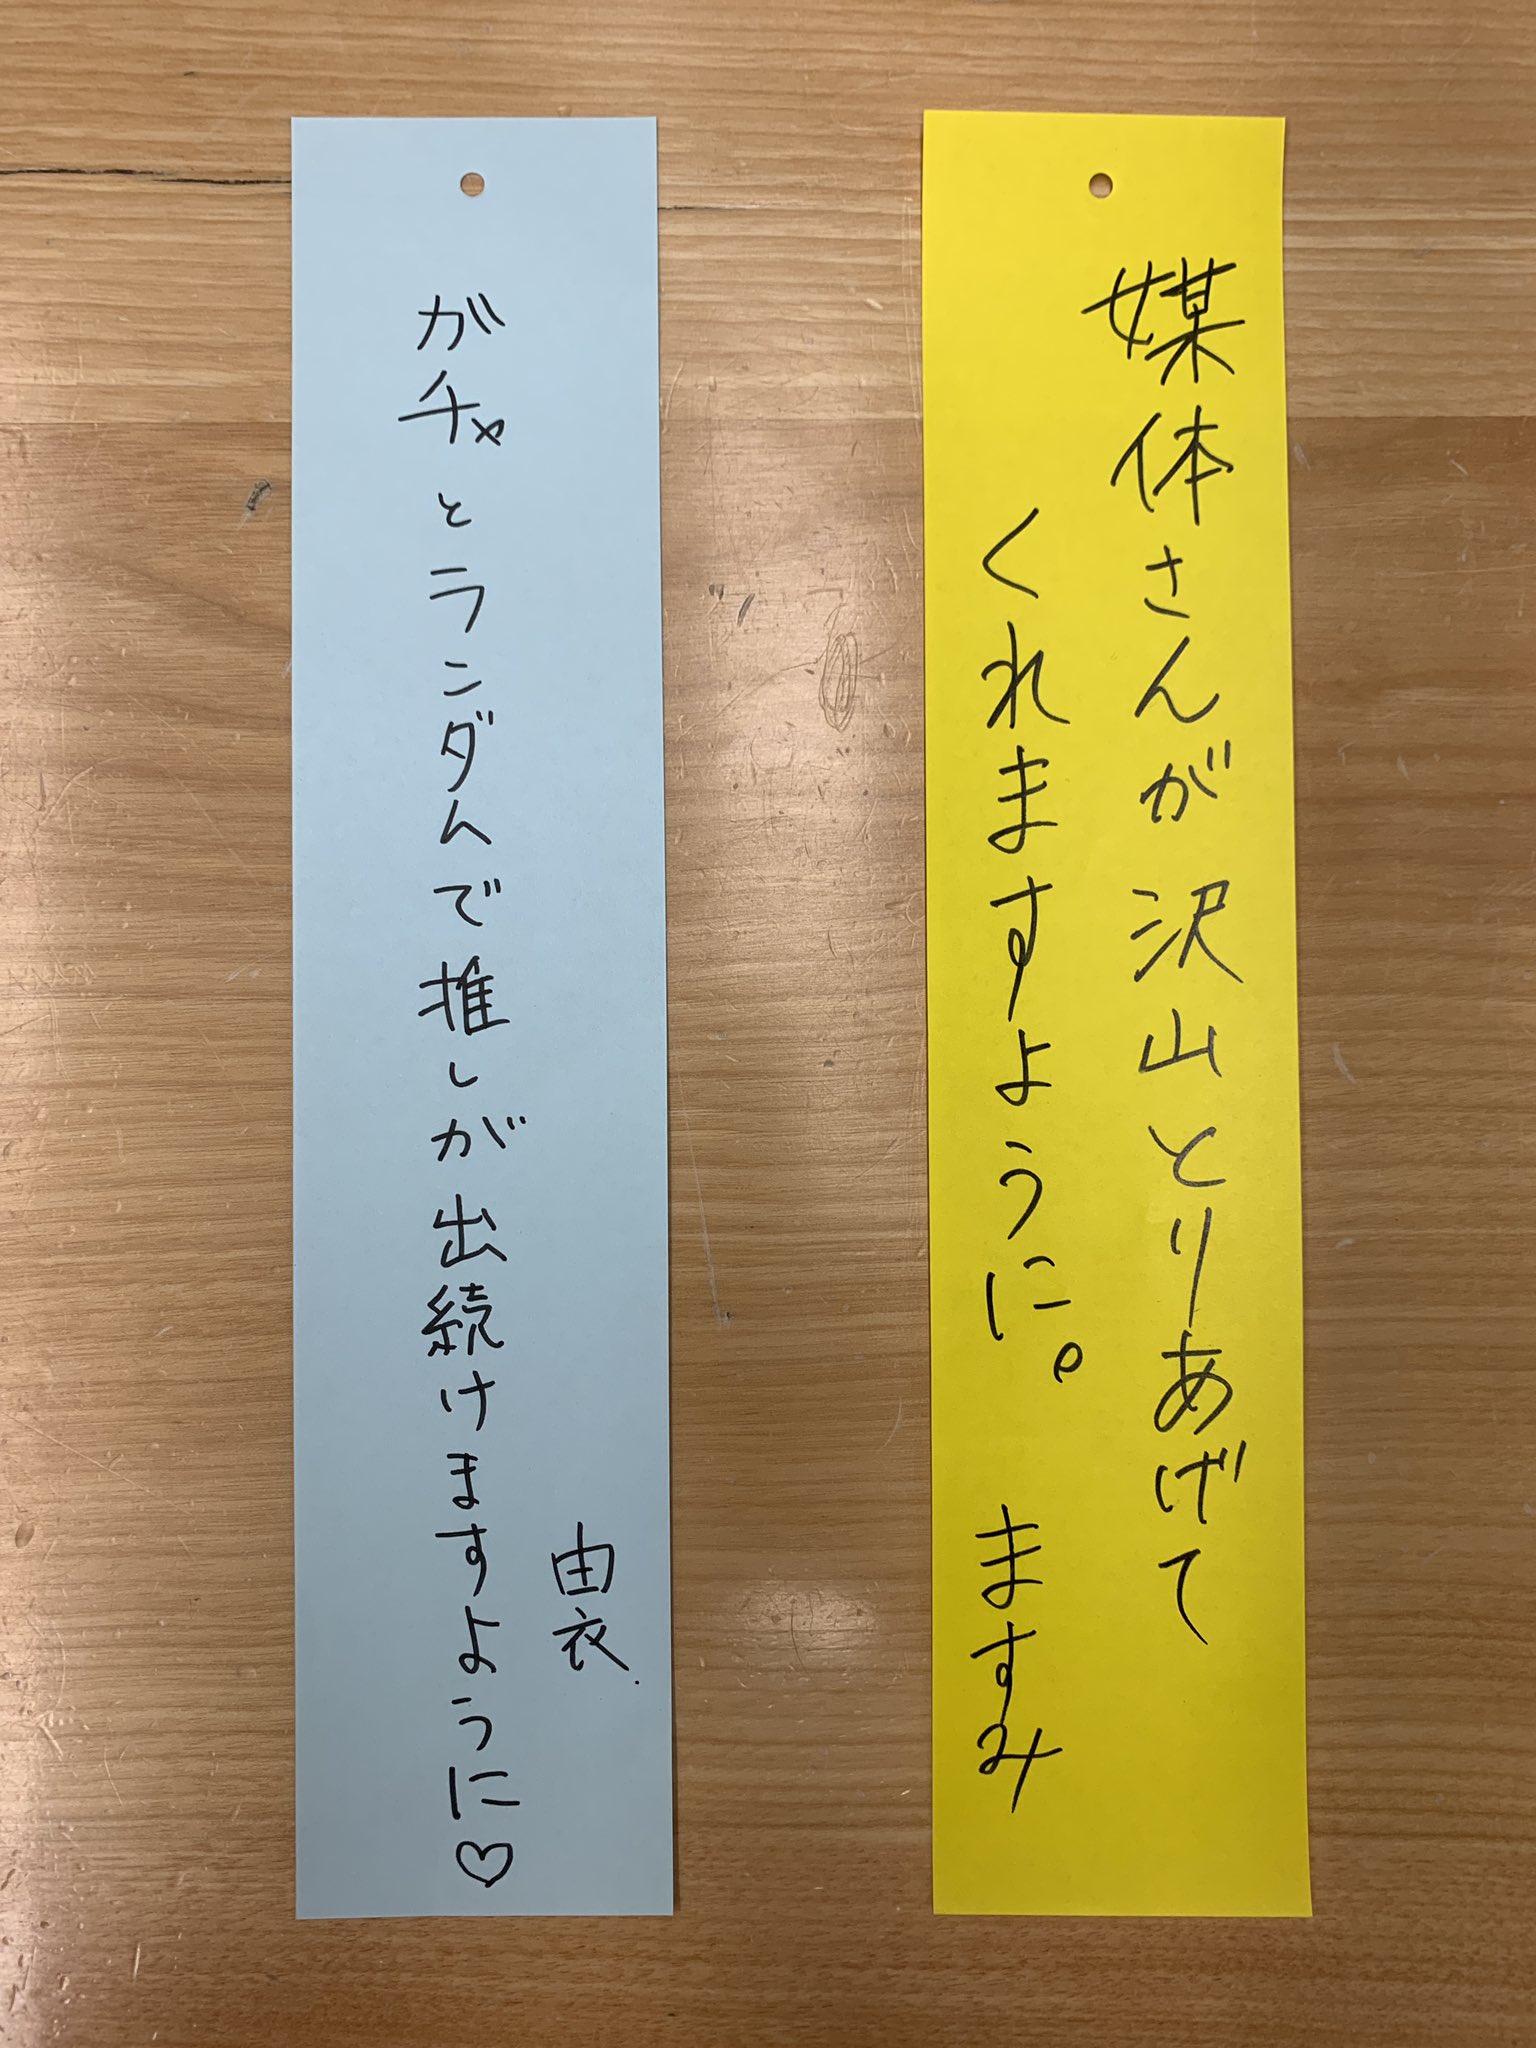 媒体さんが沢山とりあげて
くれますように。
ますみ
ガチャとランダムで推しが出続けますように♡
由衣.